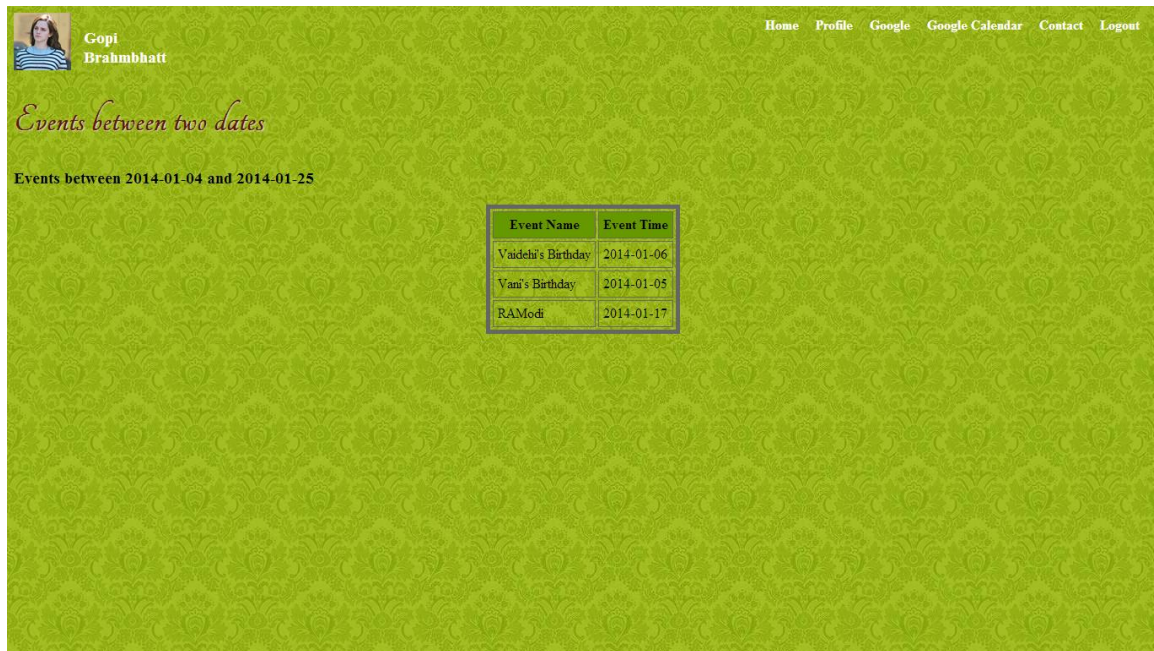 Gopi
Brahmbhatt
Home Profile Google Google Calendar Contact Logout
Events between two dates
Events between 2014-01-04 and 2014-01-25
Event Name Event Time
Vaidehi's Birthday 2014-01-06
Vani's Birthday 2014-01-05
RAModi 2014-01-17